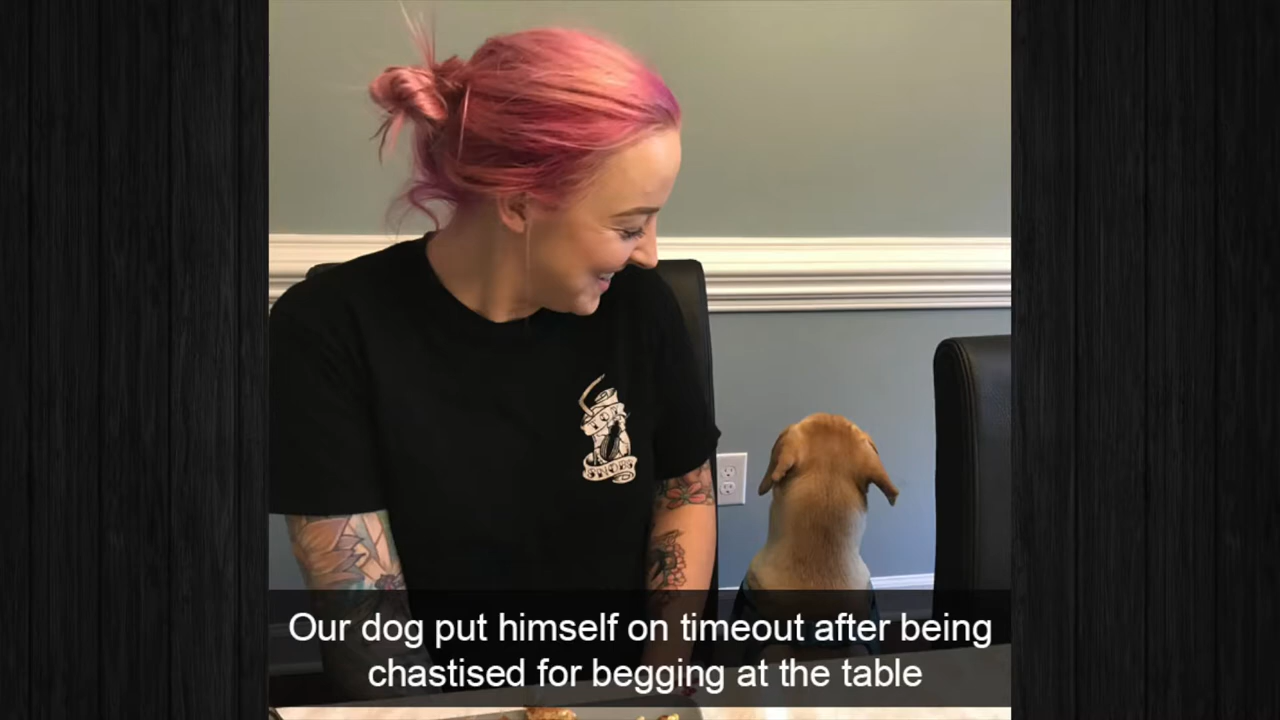 Our dog put himself on timeout after being
chastised for begging at the table